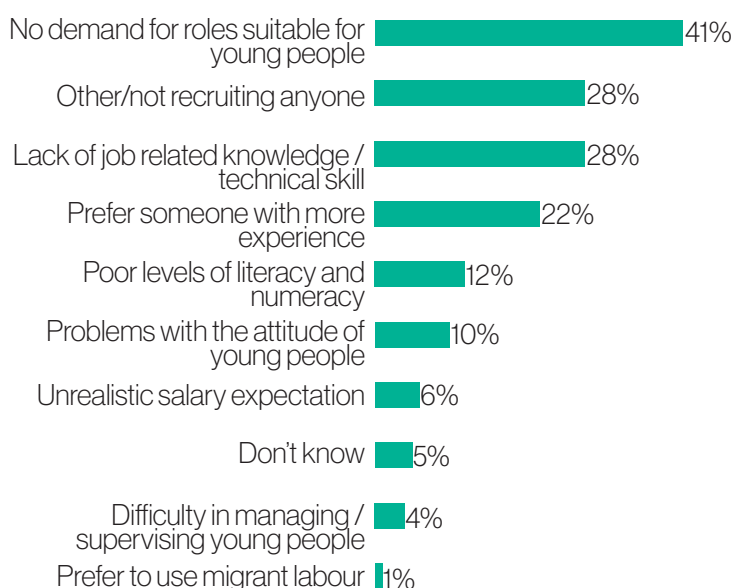 No demand for roles suitable for
young people
41%
Other/not recruiting anyone
28%
Lack of job related knowledge /
technical skill
28%
Prefer someone with more
experience
22%
Poor levels of literacy and
numeracy
12%
Problems with the attitude of
young people
10%
Unrealistic salary expectation
6%
Don’t know
5%
Difficulty in managing /
supervising young people
4%
Prefer to use migrant labour
1%